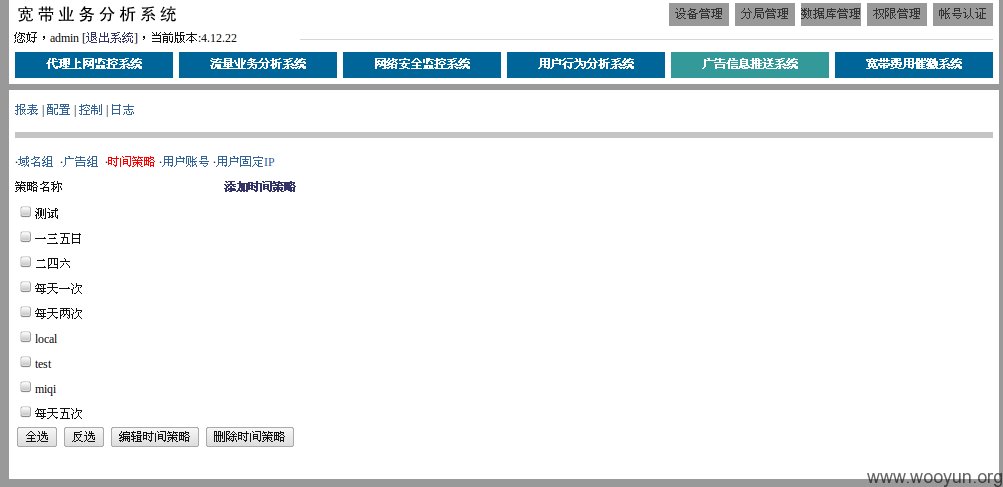 宽带业务分析系统
设备管理 分局管理 数据库管理 权限管理 帐号认证
您好，admin [退出系统]，当前版本:4.12.22
代理上网监控系统 流量业务分析系统 网络安全监控系统 用户行为分析系统 广告信息推送系统 宽带费用催缴系统
报表 | 配置 | 控制 | 日志
·域名组 ·广告组 ·时间策略 ·用户账号 ·用户固定IP
策略名称 添加时间策略
测试
一三五日
二四六
每天一次
每天两次
local
test
miqi
每天五次
全选 反选 编辑时间策略 删除时间策略
www.wooyun.org